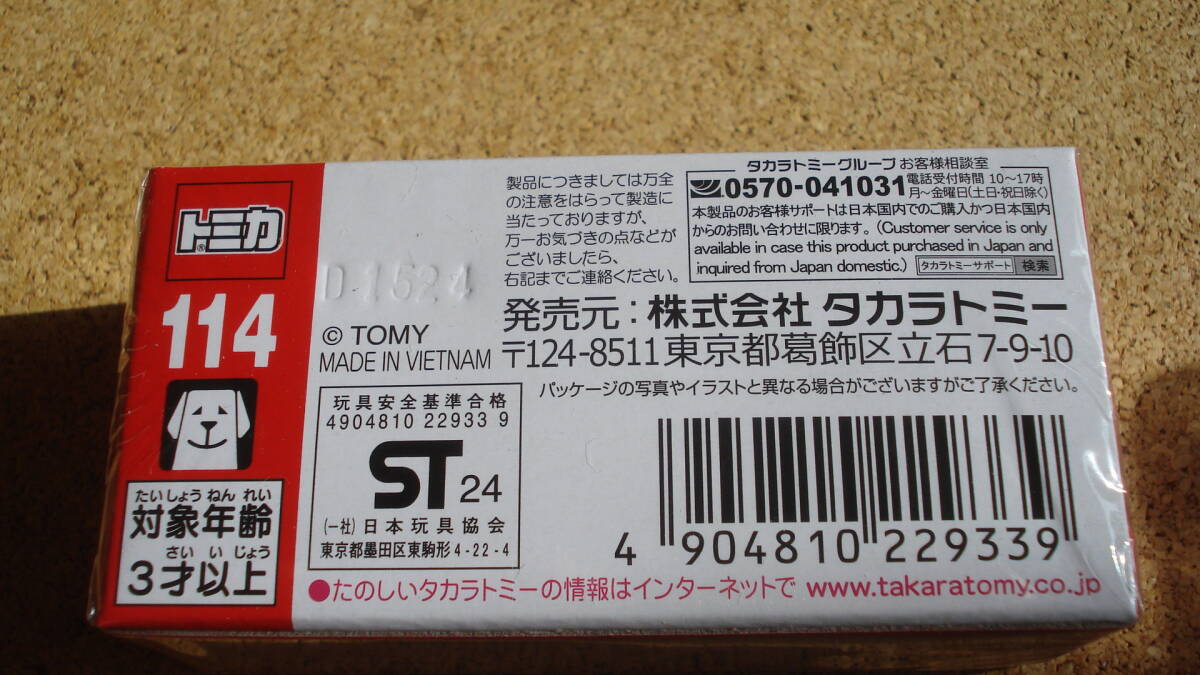 トミカ®
114
たいしょうねんれい
対象年齢
さいいじょう
3才以上
D1524
© TOMY
MADE IN VIETNAM
玩具安全基準合格
4904810 22933 9
ST 24
(一社)日本玩具協会
東京都墨田区東駒形4-22-4
製品につきましては万全
の注意をはらって製造に
当たっておりますが、
万一お気づきの点などが
ございましたら、
右記までご連絡ください。
タカラトミーグループ お客様相談室
0570-041031
電話受付時間 10〜17時
月〜金曜日(土日・祝日除く)
本製品のお客様サポートは日本国内でのご購入かつ日本国内
からのお問い合わせに限ります。(Customer service is only
available in case this product purchased in Japan and
inquired from Japan domestic.) タカラトミーサポート 検索
発売元:株式会社 タカラトミー
〒124-8511 東京都葛飾区立石7-9-10
パッケージの写真やイラストと異なる場合がございますがご了承ください。
4 904810 229339
●たのしいタカラトミーの情報はインターネットで www.takaratomy.co.jp